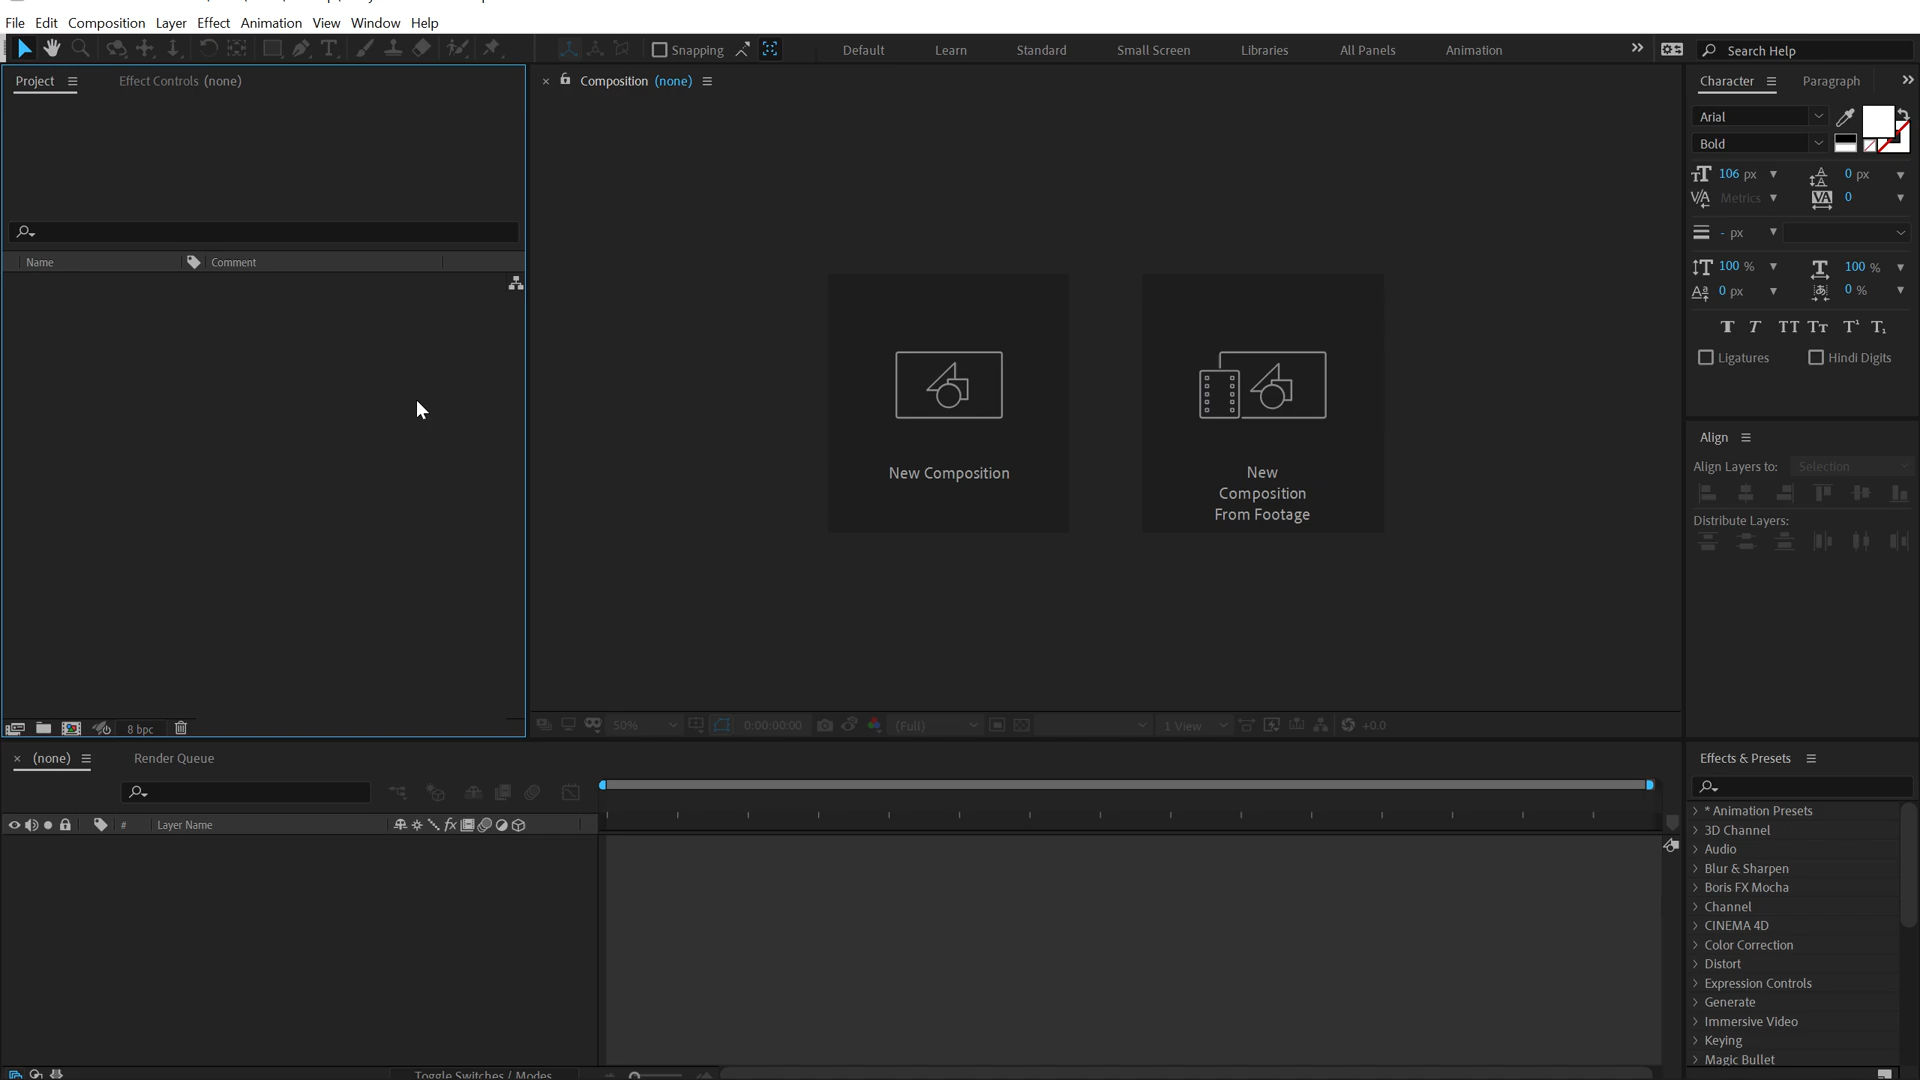 File Edit Composition Layer Effect Animation View Window Help
Snapping Default Learn Standard Small Screen Libraries All Panels Animation Search Help
Project Effect Controls (none)
Composition (none)
Character Paragraph
Arial
Bold
106 px 0 px
Metrics 0
- px
100 % 100 %
0 px 0 %
Ligatures Hindi Digits
Name Comment
New Composition
New
Composition
From Footage
Align
Align Layers to: Selection
Distribute Layers:
8 bpc
50% 0:00:00:00 (Full) 1 View +0.0
(none) Render Queue
# Layer Name
Toggle Switches / Modes
Effects & Presets
* Animation Presets
3D Channel
Audio
Blur & Sharpen
Boris FX Mocha
Channel
CINEMA 4D
Color Correction
Distort
Expression Controls
Generate
Immersive Video
Keying
Magic Bullet